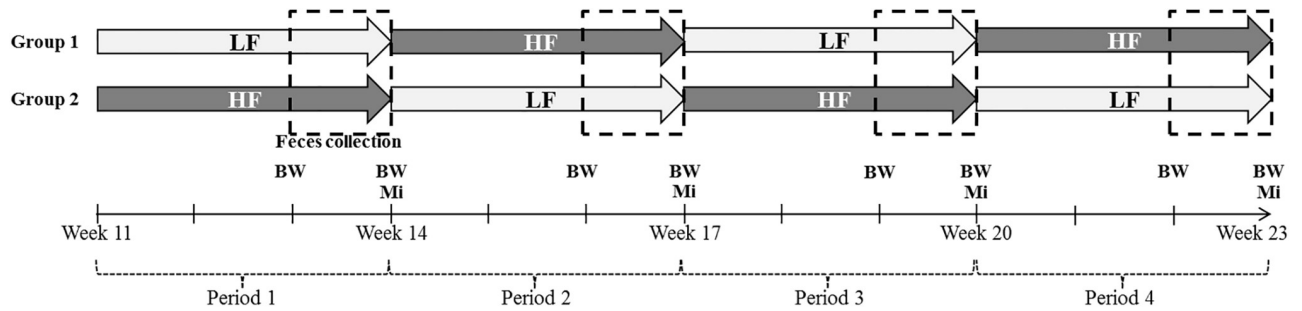 Group 1 LF HF LF HF
Group 2 HF LF HF LF
Feces collection
BW BW BW BW BW BW BW BW
Mi Mi Mi Mi
Week 11 Week 14 Week 17 Week 20 Week 23
Period 1 Period 2 Period 3 Period 4